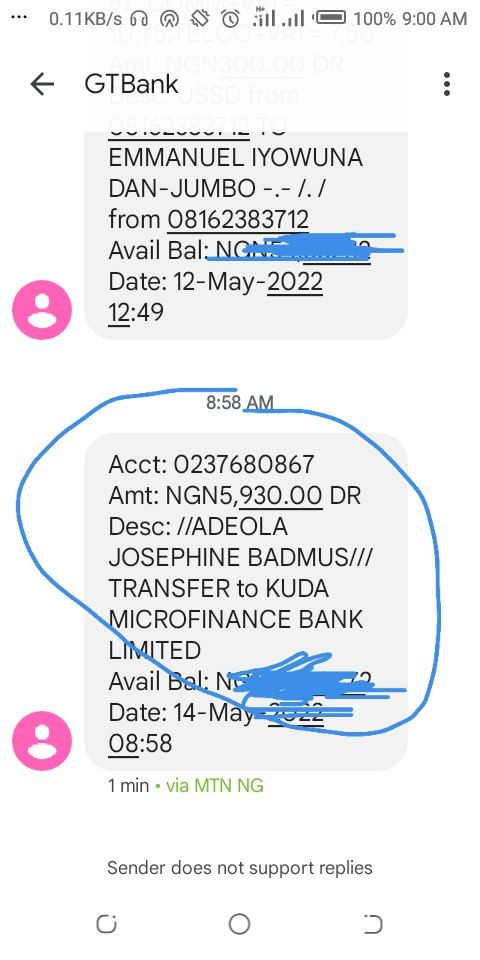 0.11KB/s 100% 9:00 AM
10.75,TELCO+VAT= 7.50
GTBank
Amt: NGN300.00 DR
Desc: USSD from
08162383712 TO
EMMANUEL IYOWUNA
DAN-JUMBO -.- /. /
from 08162383712
Avail Bal:
Date: 12-May-2022
12:49
8:58 AM
Acct: 0237680867
Amt: NGN5,930.00 DR
Desc: //ADEOLA
JOSEPHINE BADMUS///
TRANSFER to KUDA
MICROFINANCE BANK
LIMITED
Avail Bal:
Date: 14-May-2022
08:58
1 min • via MTN NG
Sender does not support replies